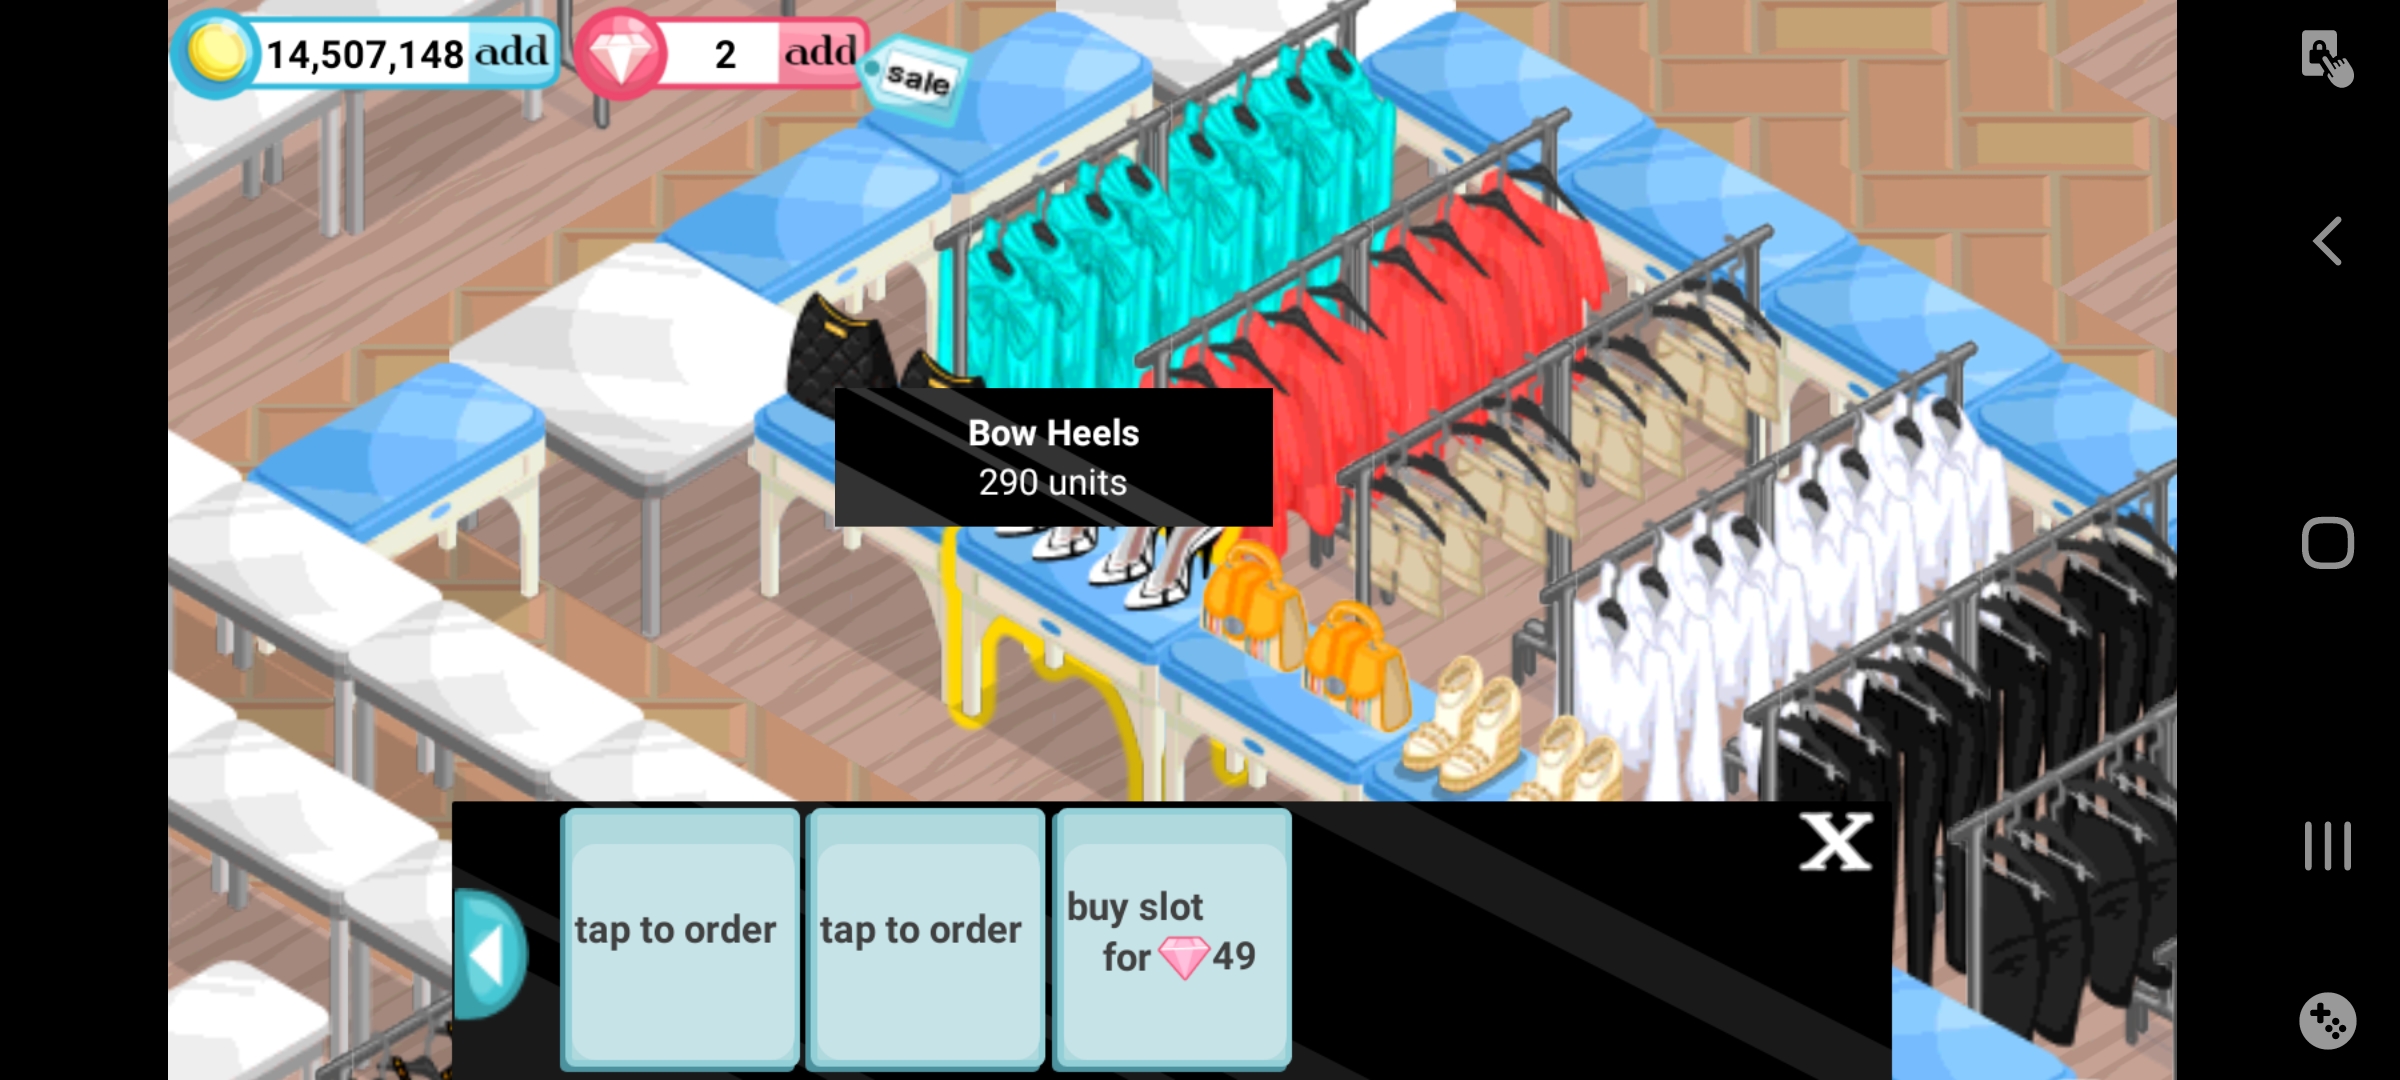 14,507,148 add
2 add
sale
Bow Heels
290 units
tap to order
tap to order
buy slot
for 49
X